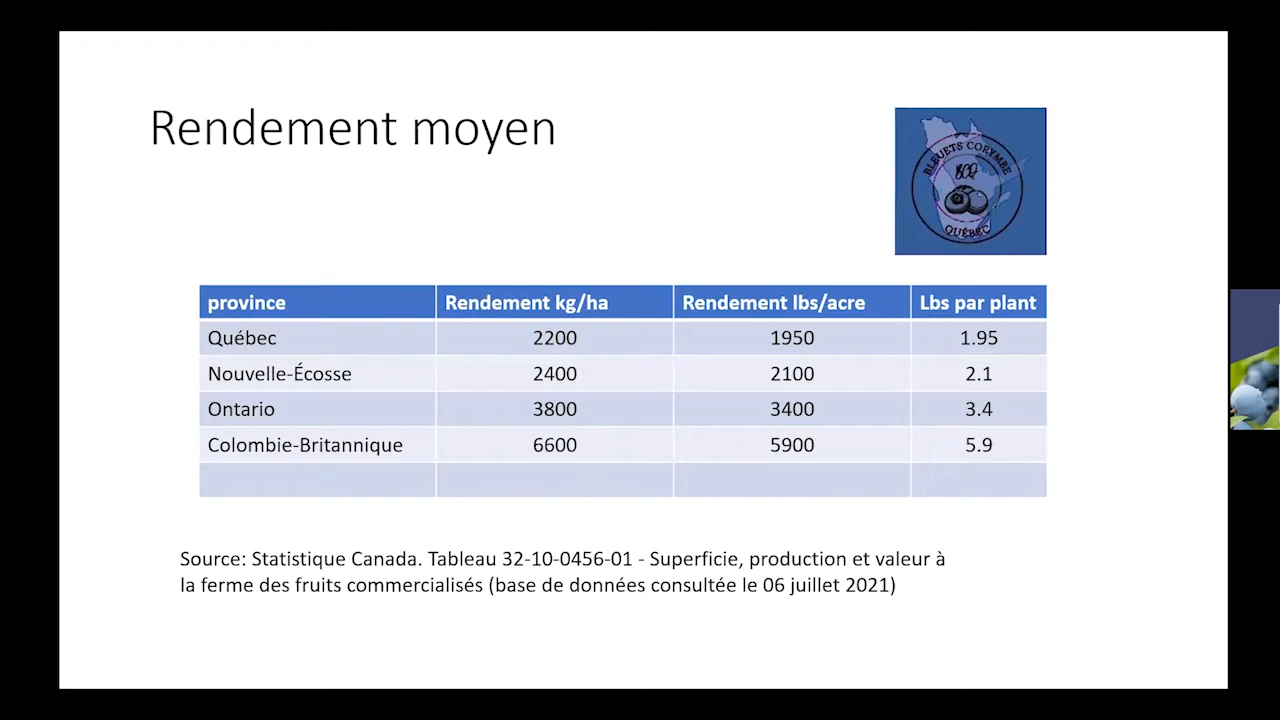 Rendement moyen
BLEUETS CORYMBE
BCQ
QUÉBEC
province Rendement kg/ha Rendement lbs/acre Lbs par plant
Québec 2200 1950 1.95
Nouvelle-Écosse 2400 2100 2.1
Ontario 3800 3400 3.4
Colombie-Britannique 6600 5900 5.9
Source: Statistique Canada. Tableau 32-10-0456-01 - Superficie, production et valeur à
la ferme des fruits commercialisés (base de données consultée le 06 juillet 2021)